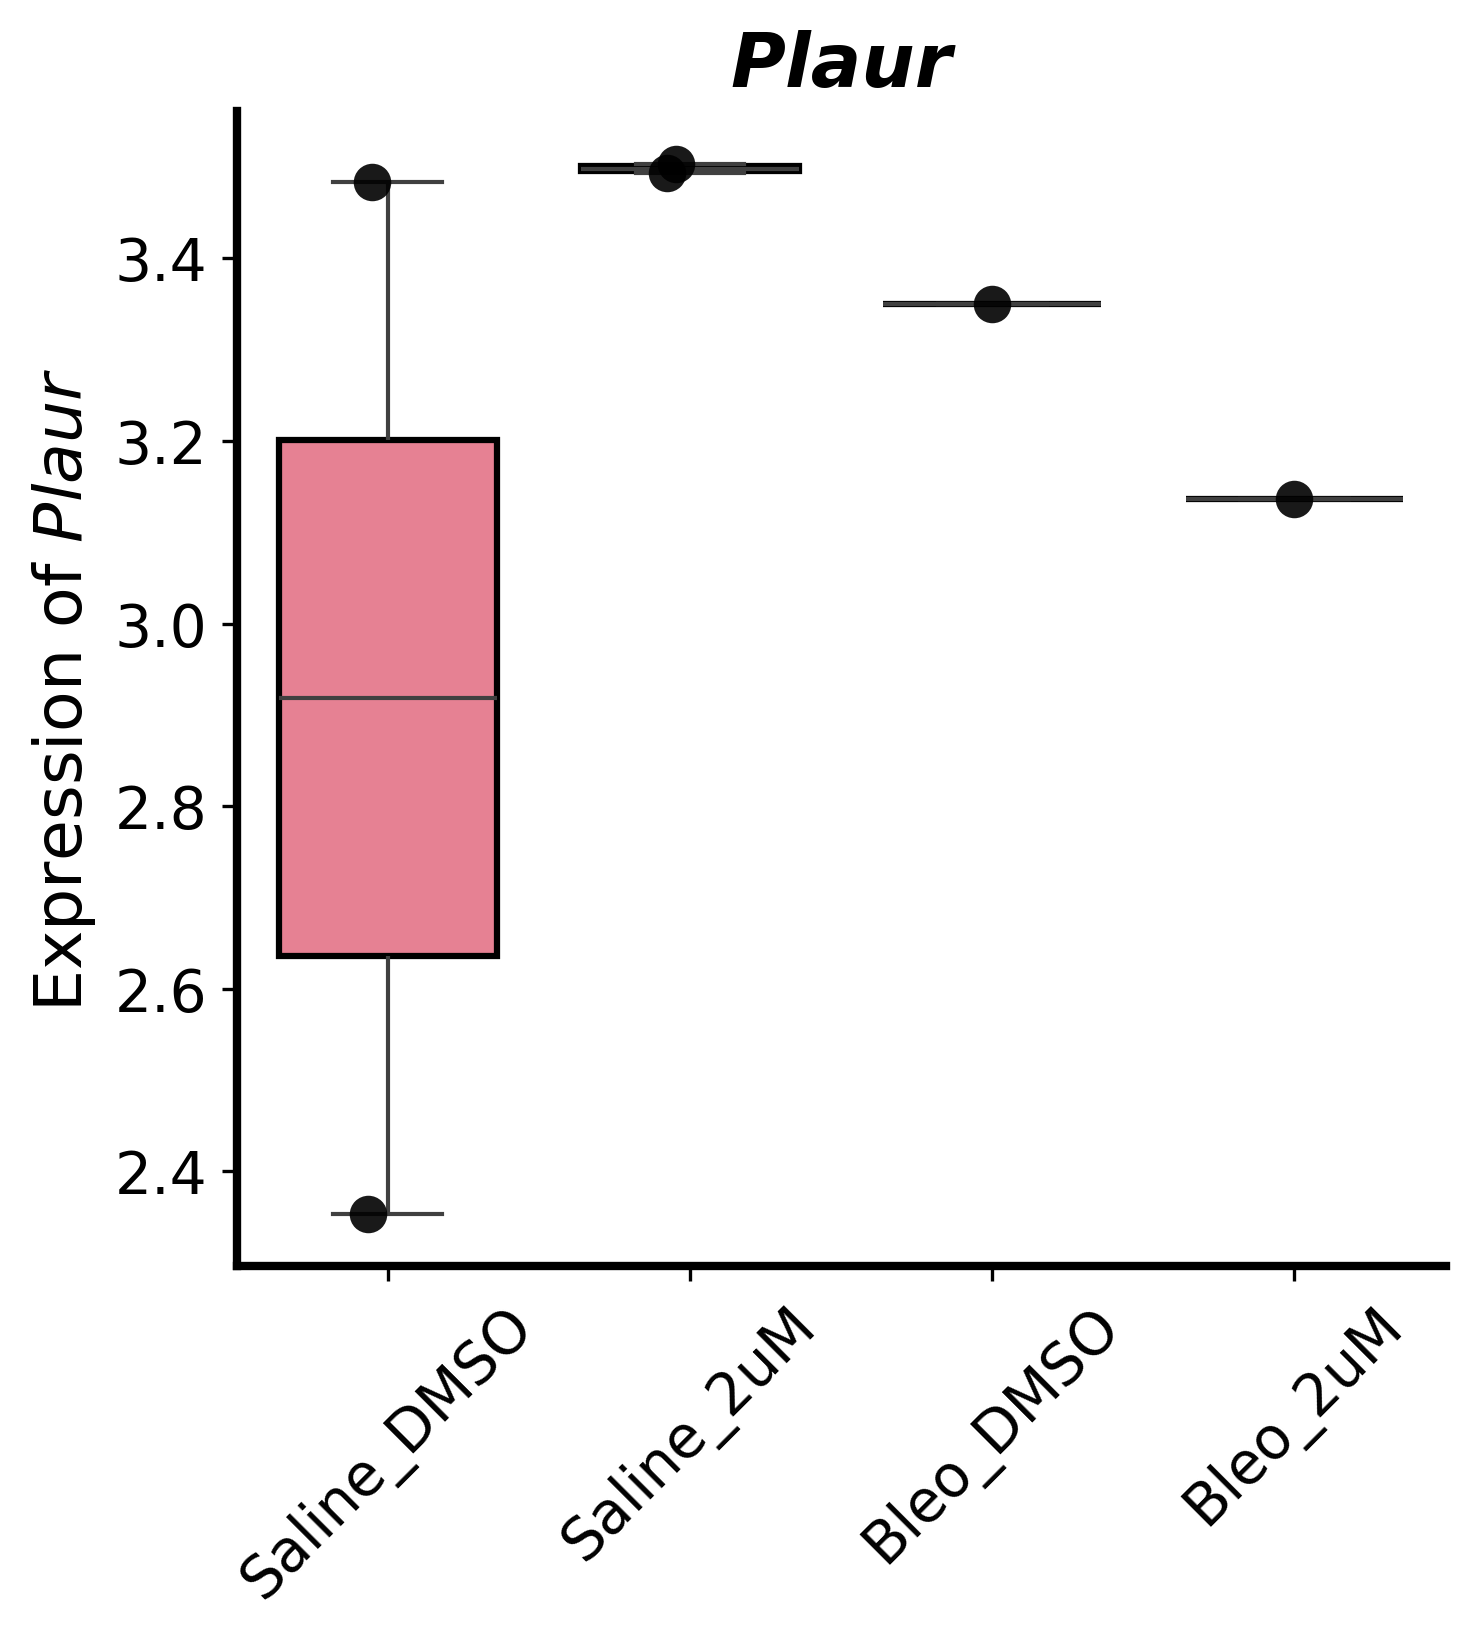 Plaur
Expression of Plaur
3.4
3.2
3.0
2.8
2.6
2.4
Saline_DMSO
Saline_2uM
Bleo_DMSO
Bleo_2uM